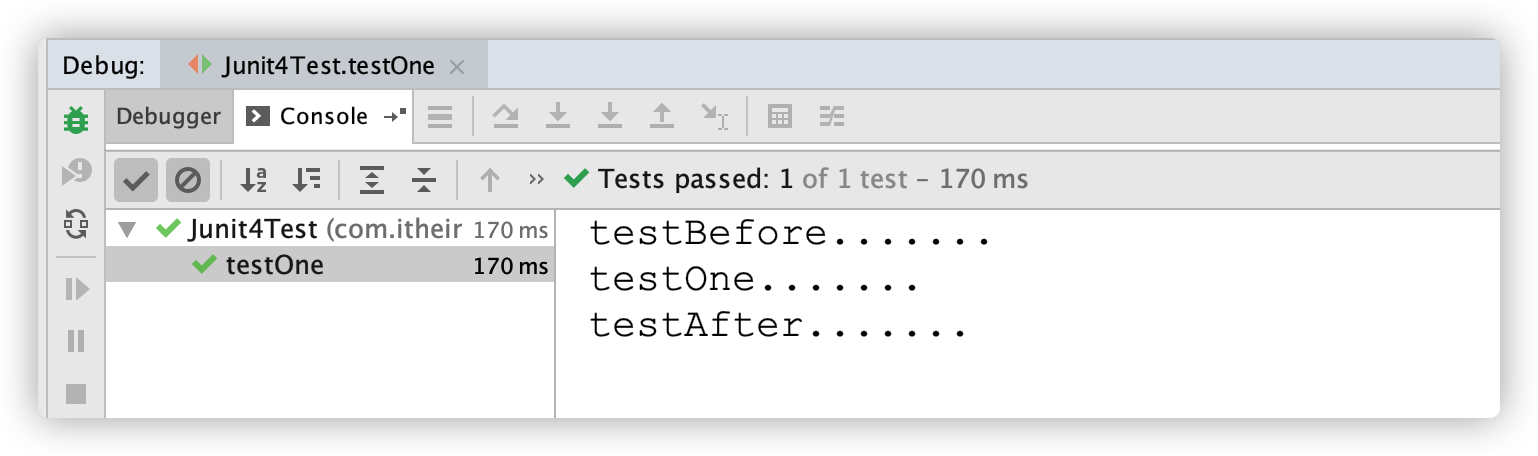 Debug: Junit4Test.testOne
Debugger Console
Tests passed: 1 of 1 test – 170 ms
Junit4Test (com.itheir 170 ms
testOne 170 ms
testBefore.......
testOne.......
testAfter.......